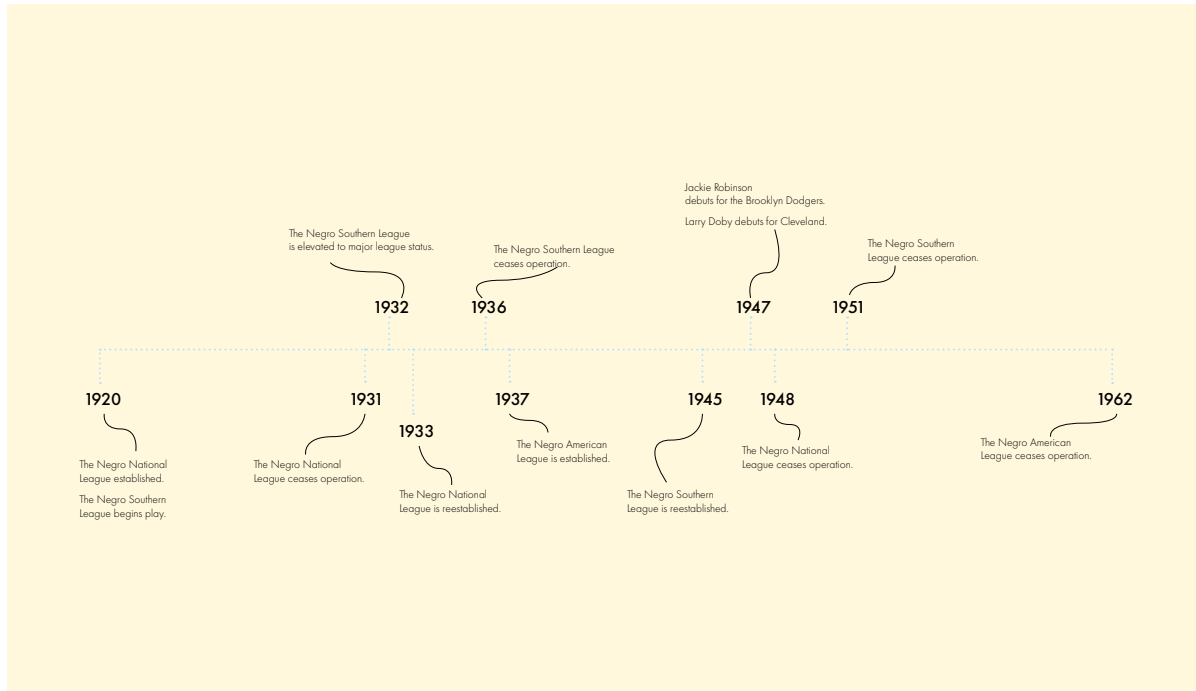 Jackie Robinson
debuts for the Brooklyn Dodgers.
Larry Doby debuts for Cleveland.
The Negro Southern League
is elevated to major league status.
The Negro Southern League
ceases operation.
The Negro Southern
League ceases operation.
1932
1936
1947
1951
1920
1931
1933
1937
1945
1948
1962
The Negro National
League established.
The Negro Southern
League begins play.
The Negro National
League ceases operation.
The Negro National
League is reestablished.
The Negro American
League is established.
The Negro Southern
League is reestablished.
The Negro National
League ceases operation.
The Negro American
League ceases operation.